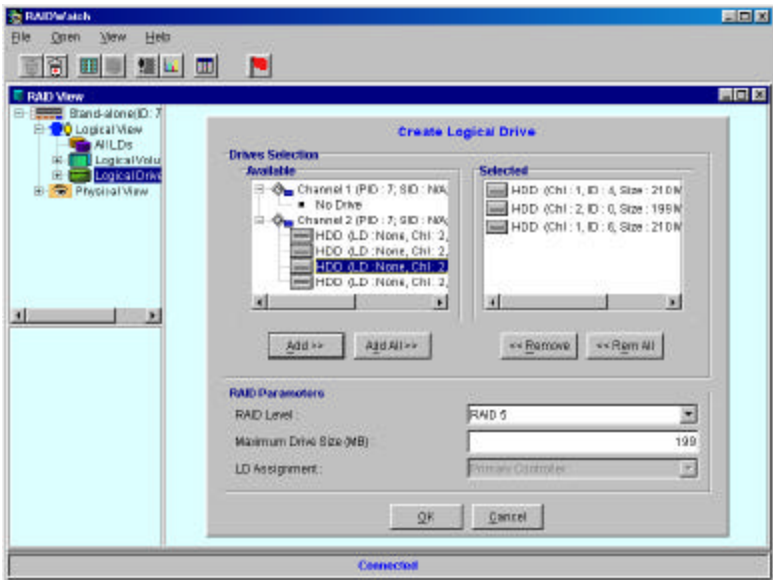 RAIDWatch
File Open View Help
RAID View
Stand-alone(ID: 7
Logical View
All LDs
Logical Volu
Logical Drive
Physical View
Create Logical Drive
Drives Selection
Available
Channel 1 (PID : 7; SID : N/A,
No Drive
Channel 2 (PID : 7; SID : N/A,
HDD (LD :None, Chl: 2,
HDD (LD :None, Chl: 2,
HDD (LD :None, Chl: 2,
HDD (LD :None, Chl: 2,
Selected
HDD (Chl : 1, ID : 4, Size : 210M
HDD (Chl : 2, ID : 0, Size : 199M
HDD (Chl : 1, ID : 6, Size : 210M
Add >>
Add All >>
<< Remove
<< Rem All
RAID Parameters
RAID Level :
RAID 5
Maximum Drive Size (MB) :
199
LD Assignment :
Primary Controller
OK
Cancel
Connected